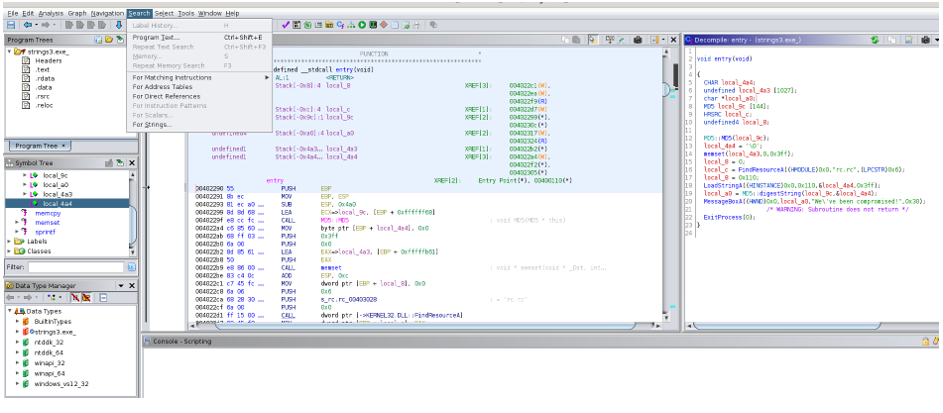 File Edit Analysis Graph Navigation Search Select Tools Window Help
Label History... H
Program Text... Ctrl+Shift+E
Repeat Text Search Ctrl+Shift+F3
Memory... S
Repeat Memory Search F3
For Matching Instructions
For Address Tables
For Direct References
For Instruction Patterns
For Scalars...
For Strings...
Program Trees
strings3.exe_
Headers
.text
.rdata
.data
.rsrc
.reloc
Program Tree ×
Symbol Tree
local_9c
local_a0
local_4a3
local_4a4
memcpy
memset
sprintf
Labels
Classes
Filter:
Data Type Manager
Data Types
BuiltInTypes
strings3.exe_
ntddk_32
ntddk_64
winapi_32
winapi_64
windows_vs12_32
FUNCTION *
defined __stdcall entry(void)
AL:1 <RETURN>
Stack[-0x8]:4 local_8 XREF[3]: 004022c1(W),
004022ea(W),
004022f9(R)
Stack[-0xc]:4 local_c XREF[1]: 004022d7(W)
Stack[-0x9c]:1 local_9c XREF[2]: 00402299(*),
0040230c(*)
undefined4 Stack[-0xa0]:4 local_a0 XREF[2]: 00402317(W),
00402324(R)
undefined1 Stack[-0x4a3... local_4a3 XREF[1]: 004022b2(*)
undefined1 Stack[-0x4a4... local_4a4 XREF[3]: 004022a4(W),
004022f2(*),
00402305(*)
entry XREF[2]: Entry Point(*), 00400110(*)
00402290 55 PUSH EBP
00402291 8b ec MOV EBP, ESP
00402293 81 ec a0 ... SUB ESP, 0x4a0
00402299 8d 8d 68 ... LEA ECX=>local_9c, [EBP + 0xffffff68]
0040229f e8 cc fc ... CALL MD5::MD5 : void MD5(MD5 * this)
004022a4 c6 85 60 ... MOV byte ptr [EBP + local_4a4], 0x0
004022ab 68 ff 03 ... PUSH 0x3ff
004022b0 6a 00 PUSH 0x0
004022b2 8d 85 61 ... LEA EAX=>local_4a3, [EBP + 0xfffffb61]
004022b8 50 PUSH EAX
004022b9 e8 86 00 ... CALL memset : void * memset(void * _Dst, int...
004022be 83 c4 0c ADD ESP, 0xc
004022c1 c7 45 fc ... MOV dword ptr [EBP + local_8], 0x0
004022c8 6a 06 PUSH 0x6
004022ca 68 28 30 ... PUSH s_rc.rc_00403028 : = "rc.rc"
004022cf 6a 00 PUSH 0x0
004022d1 ff 15 00 ... CALL dword ptr [->KERNEL32.DLL::FindResourceA]
Decompile: entry - (strings3.exe_)
1
2 void entry(void)
3
4 {
5 CHAR local_4a4;
6 undefined local_4a3 [1027];
7 char *local_a0;
8 MD5 local_9c [144];
9 HRSRC local_c;
10 undefined4 local_8;
11
12 MD5::MD5(local_9c);
13 local_4a4 = '\0';
14 memset(local_4a3,0,0x3ff);
15 local_8 = 0;
16 local_c = FindResourceA((HMODULE)0x0,"rc.rc",(LPCSTR)0x6);
17 local_8 = 0x110;
18 LoadStringA((HINSTANCE)0x0,0x110,&local_4a4,0x3ff);
19 local_a0 = MD5::digestString(local_9c,&local_4a4);
20 MessageBoxA((HWND)0x0,local_a0,"We\'ve been compromised!",0x30);
21 /* WARNING: Subroutine does not return */
22 ExitProcess(0);
23 }
24
Console - Scripting